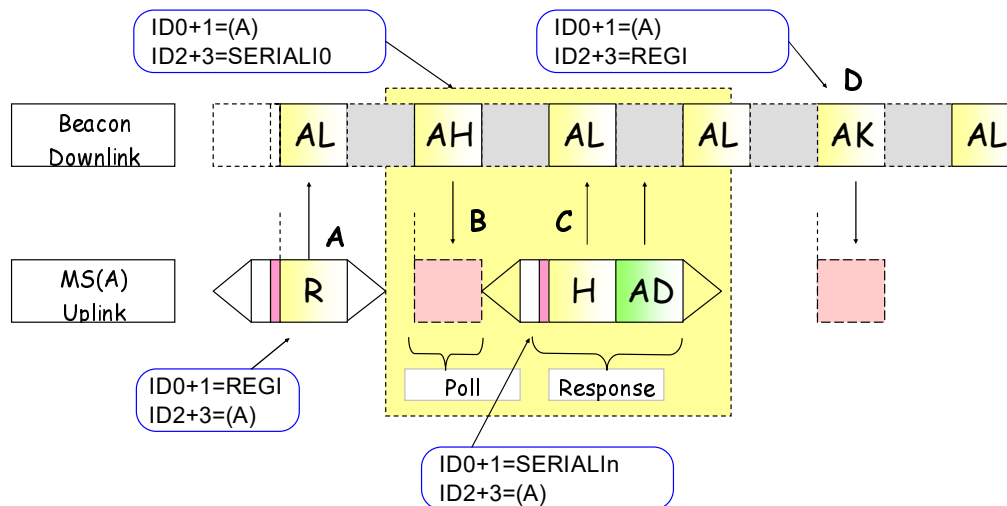 ID0+1=(A)
ID2+3=SERIALI0
ID0+1=(A)
ID2+3=REGI
D
Beacon
Downlink
AL
AH
AL
AL
AK
AL
A
B
C
MS(A)
Uplink
R
H
AD
ID0+1=REGI
ID2+3=(A)
Poll
Response
ID0+1=SERIALIn
ID2+3=(A)